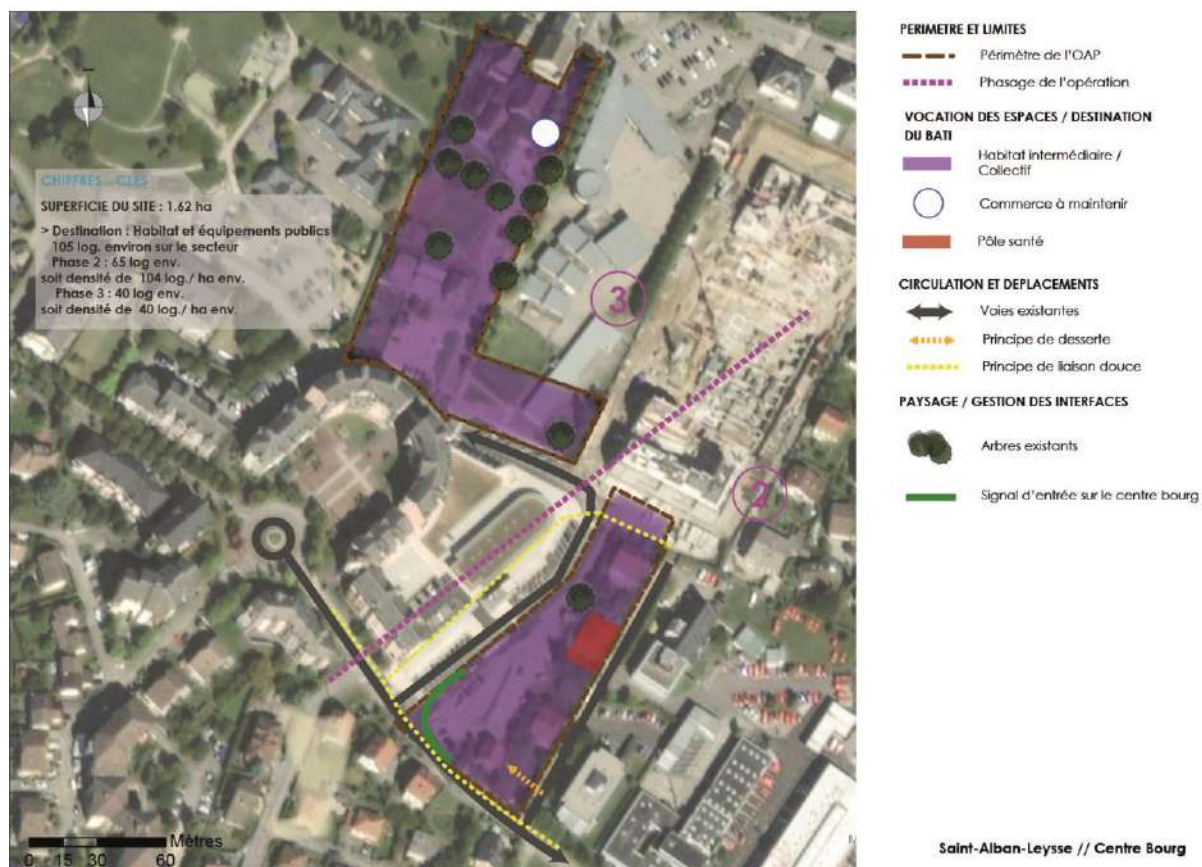 CHIFFRES - CLES
SUPERFICIE DU SITE : 1.62 ha
> Destination : Habitat et équipements publics
105 log. environ sur le secteur
Phase 2 : 65 log env.
soit densité de 104 log./ ha env.
Phase 3 : 40 log env.
soit densité de 40 log./ ha env.
3
2
Mètres
0 15 30 60
PERIMETRE ET LIMITES
Périmètre de l'OAP
Phasage de l'opération
VOCATION DES ESPACES / DESTINATION
DU BATI
Habitat intermédiaire /
Collectif
Commerce à maintenir
Pôle santé
CIRCULATION ET DEPLACEMENTS
Voies existantes
Principe de desserte
Principe de liaison douce
PAYSAGE / GESTION DES INTERFACES
Arbres existants
Signal d'entrée sur le centre bourg
Saint-Alban-Leysse // Centre Bourg